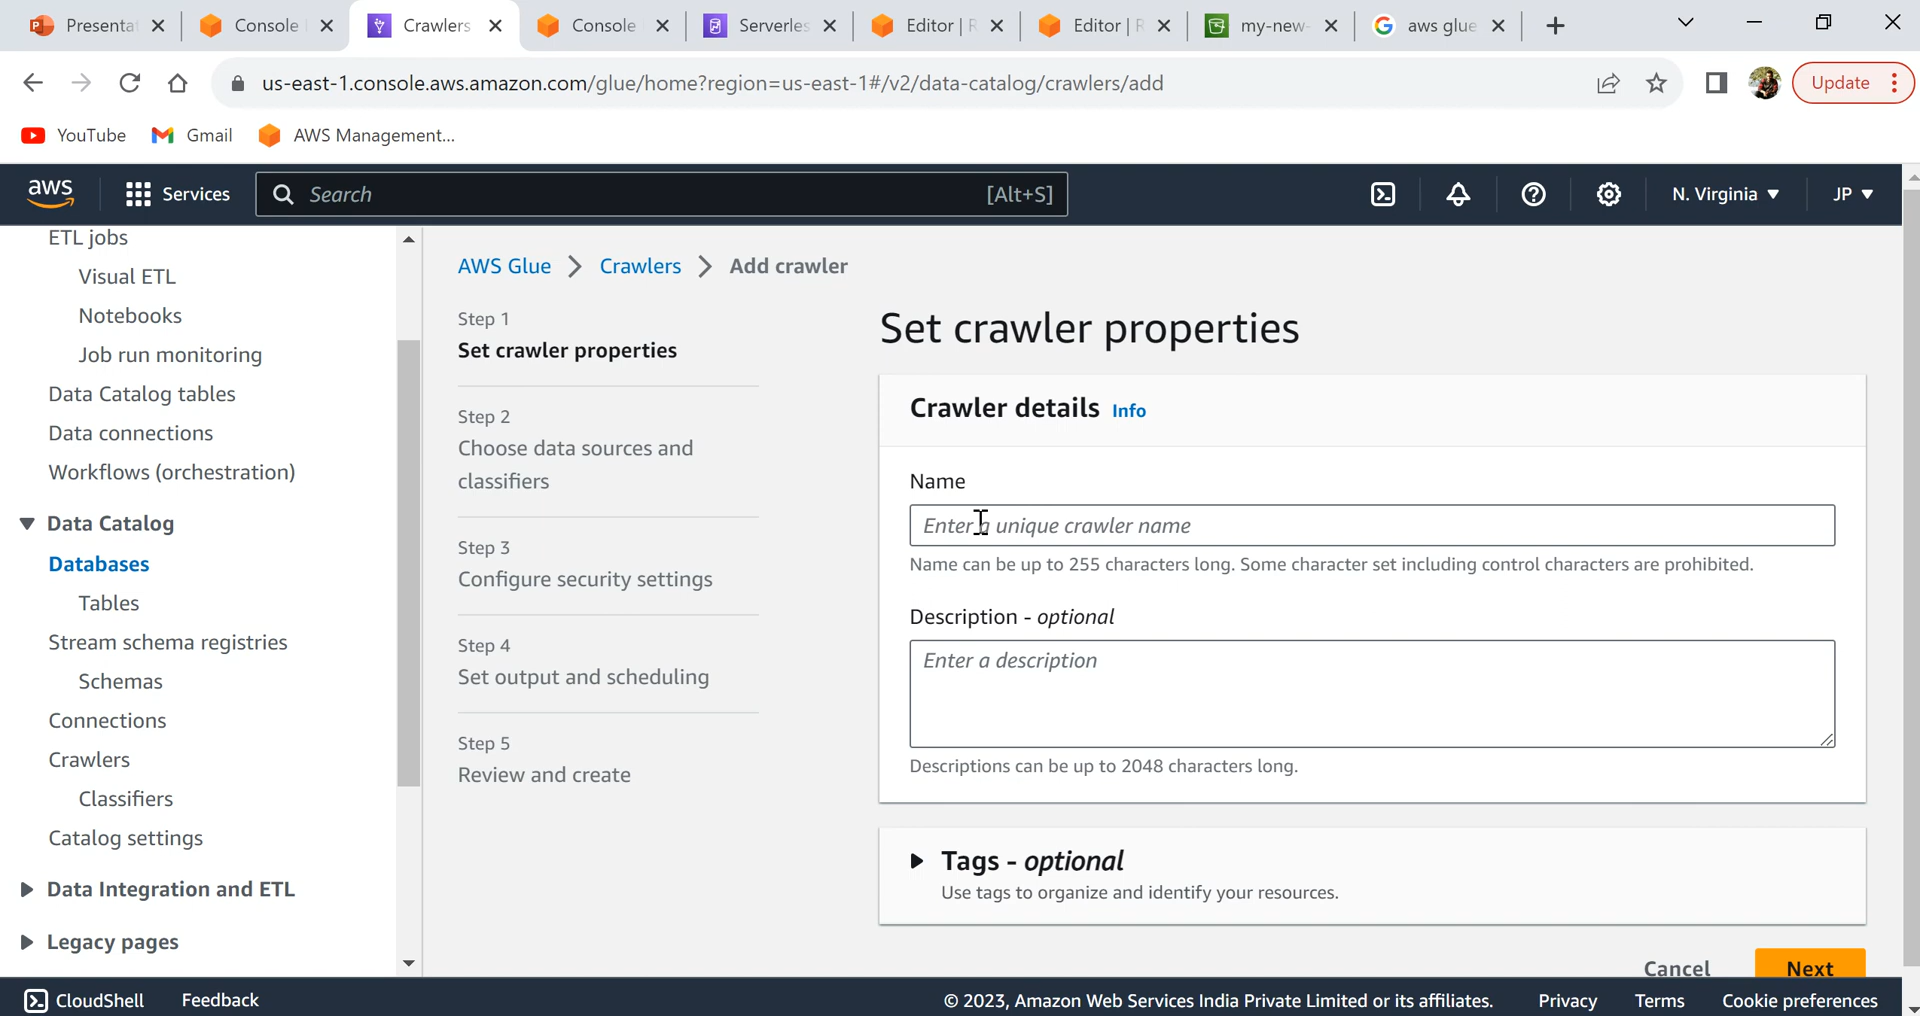 Presentat
Console
Crawlers
Console
Serverles
Editor | R
Editor | R
my-new-
aws glue
us-east-1.console.aws.amazon.com/glue/home?region=us-east-1#/v2/data-catalog/crawlers/add
Update
YouTube
Gmail
AWS Management...
aws
Services
Search
[Alt+S]
N. Virginia
JP
ETL jobs
Visual ETL
Notebooks
Job run monitoring
Data Catalog tables
Data connections
Workflows (orchestration)
Data Catalog
Databases
Tables
Stream schema registries
Schemas
Connections
Crawlers
Classifiers
Catalog settings
Data Integration and ETL
Legacy pages
AWS Glue > Crawlers > Add crawler
Step 1
Set crawler properties
Step 2
Choose data sources and
classifiers
Step 3
Configure security settings
Step 4
Set output and scheduling
Step 5
Review and create
Set crawler properties
Crawler details Info
Name
Enter a unique crawler name
Name can be up to 255 characters long. Some character set including control characters are prohibited.
Description - optional
Enter a description
Descriptions can be up to 2048 characters long.
Tags - optional
Use tags to organize and identify your resources.
Cancel
Next
CloudShell
Feedback
© 2023, Amazon Web Services India Private Limited or its affiliates.
Privacy
Terms
Cookie preferences